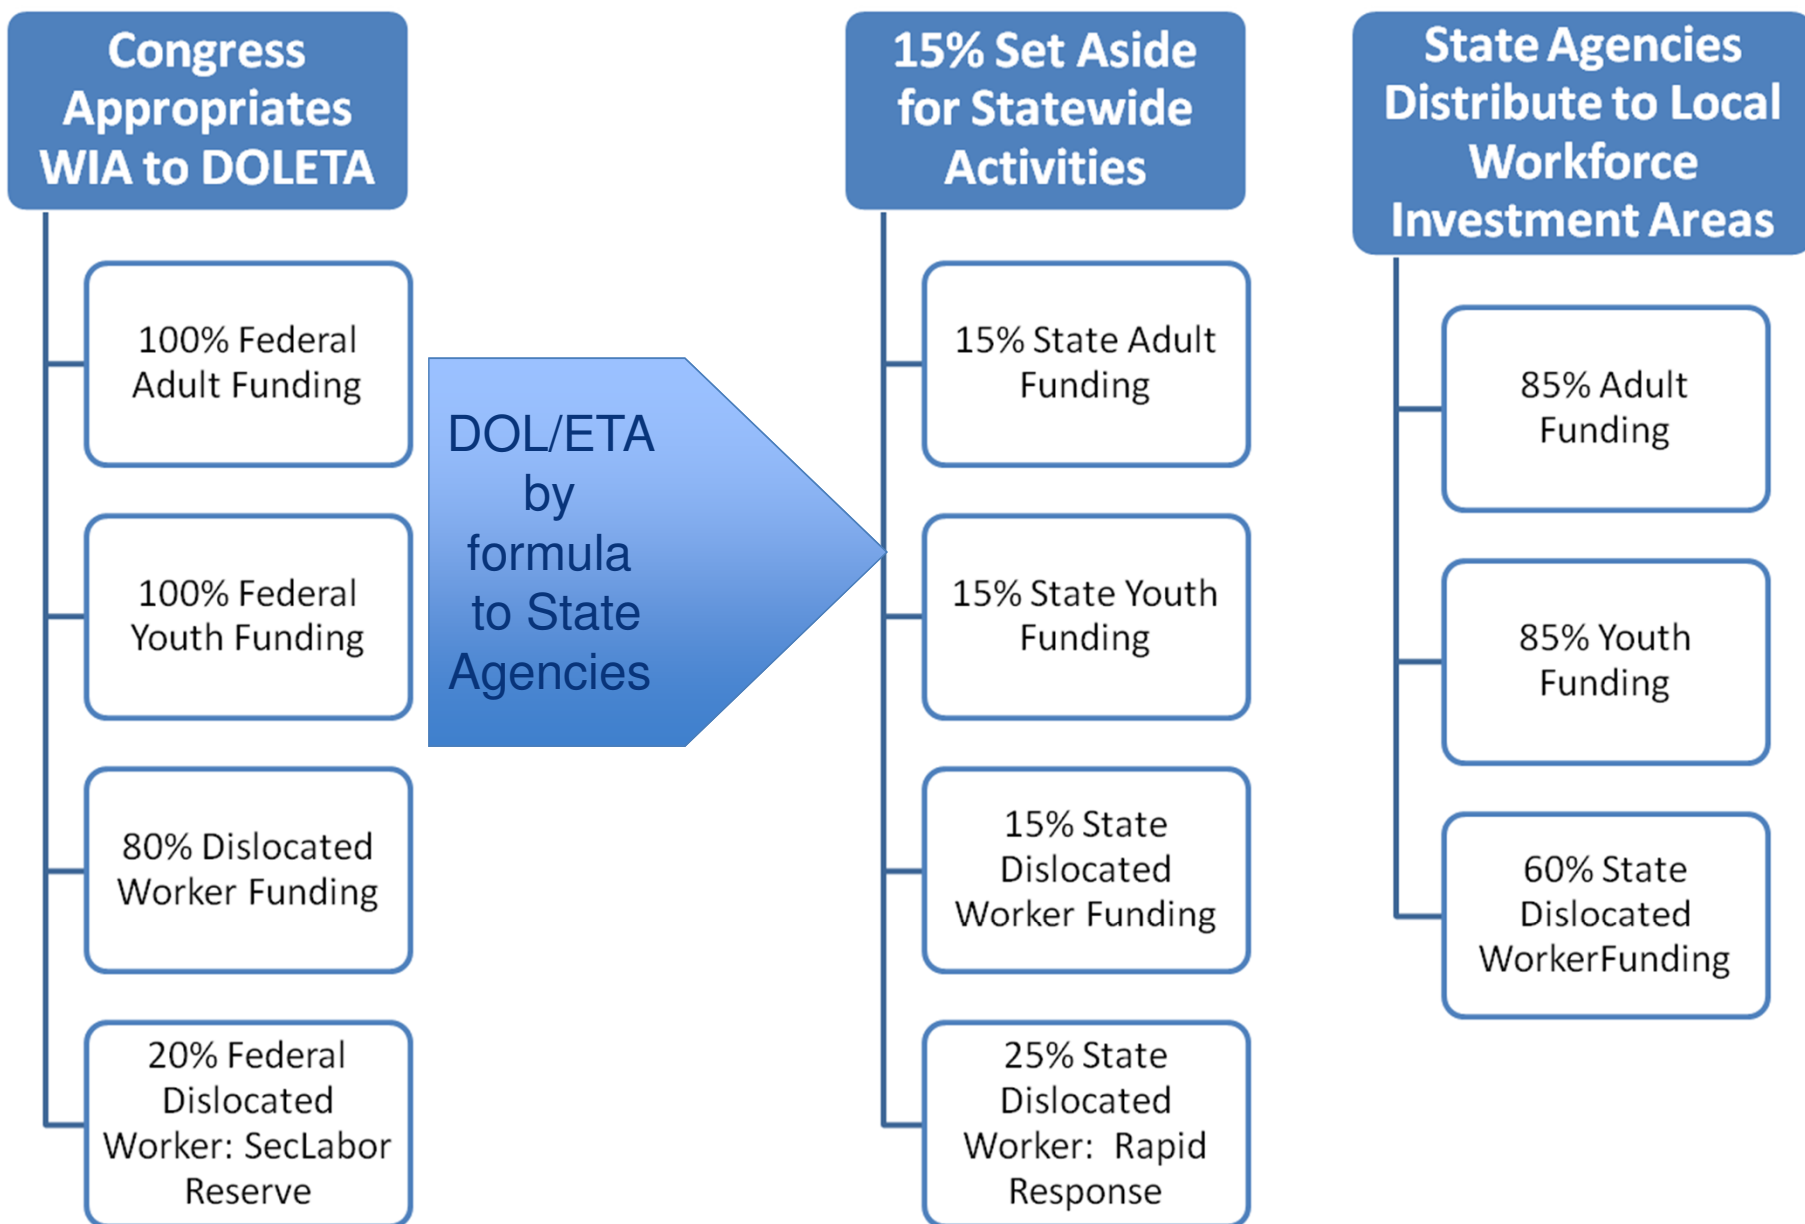 Congress
Appropriates
WIA to DOLETA
100% Federal
Adult Funding
100% Federal
Youth Funding
80% Dislocated
Worker Funding
20% Federal
Dislocated
Worker: SecLabor
Reserve
DOL/ETA
by
formula
to State
Agencies
15% Set Aside
for Statewide
Activities
15% State Adult
Funding
15% State Youth
Funding
15% State
Dislocated
Worker Funding
25% State
Dislocated
Worker:  Rapid
Response
State Agencies
Distribute to Local
Workforce
Investment Areas
85% Adult
Funding
85% Youth
Funding
60% State
Dislocated
WorkerFunding